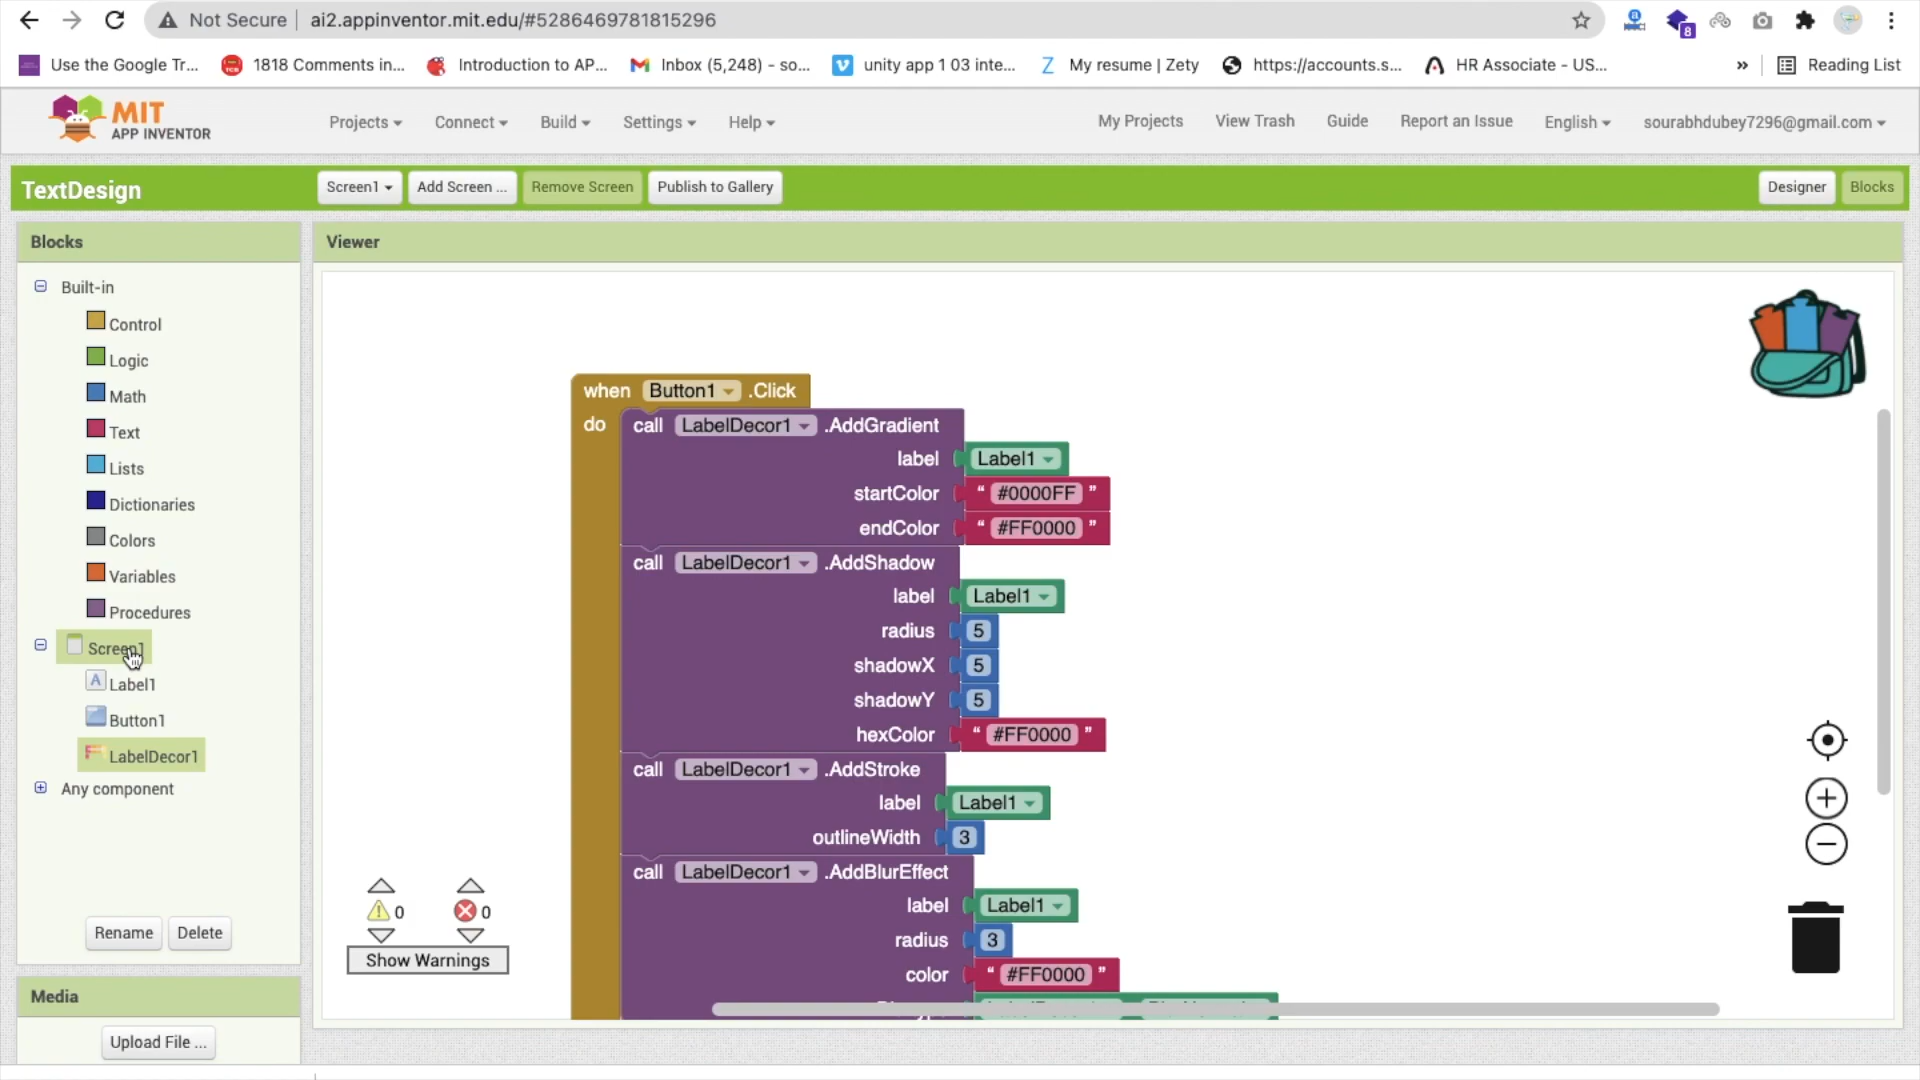 Not Secure | ai2.appinventor.mit.edu/#5286469781815296
8
Use the Google Tr... 1818 Comments in... Introduction to AP... Inbox (5,248) - so... unity app 1 03 inte... My resume | Zety https://accounts.s... HR Associate - US... » Reading List
MIT
APP INVENTOR
Projects Connect Build Settings Help My Projects View Trash Guide Report an Issue English sourabhdubey7296@gmail.com
TextDesign Screen1 Add Screen ... Remove Screen Publish to Gallery Designer Blocks
Blocks Viewer
Built-in
Control
Logic
Math
Text
Lists
Dictionaries
Colors
Variables
Procedures
Screen1
Label1
Button1
LabelDecor1
Any component
Rename Delete
Media
Upload File ...
when Button1 .Click
do call LabelDecor1 .AddGradient
label Label1
startColor “ #0000FF ”
endColor “ #FF0000 ”
call LabelDecor1 .AddShadow
label Label1
radius 5
shadowX 5
shadowY 5
hexColor “ #FF0000 ”
call LabelDecor1 .AddStroke
label Label1
outlineWidth 3
call LabelDecor1 .AddBlurEffect
label Label1
radius 3
color “ #FF0000 ”
0 0
Show Warnings